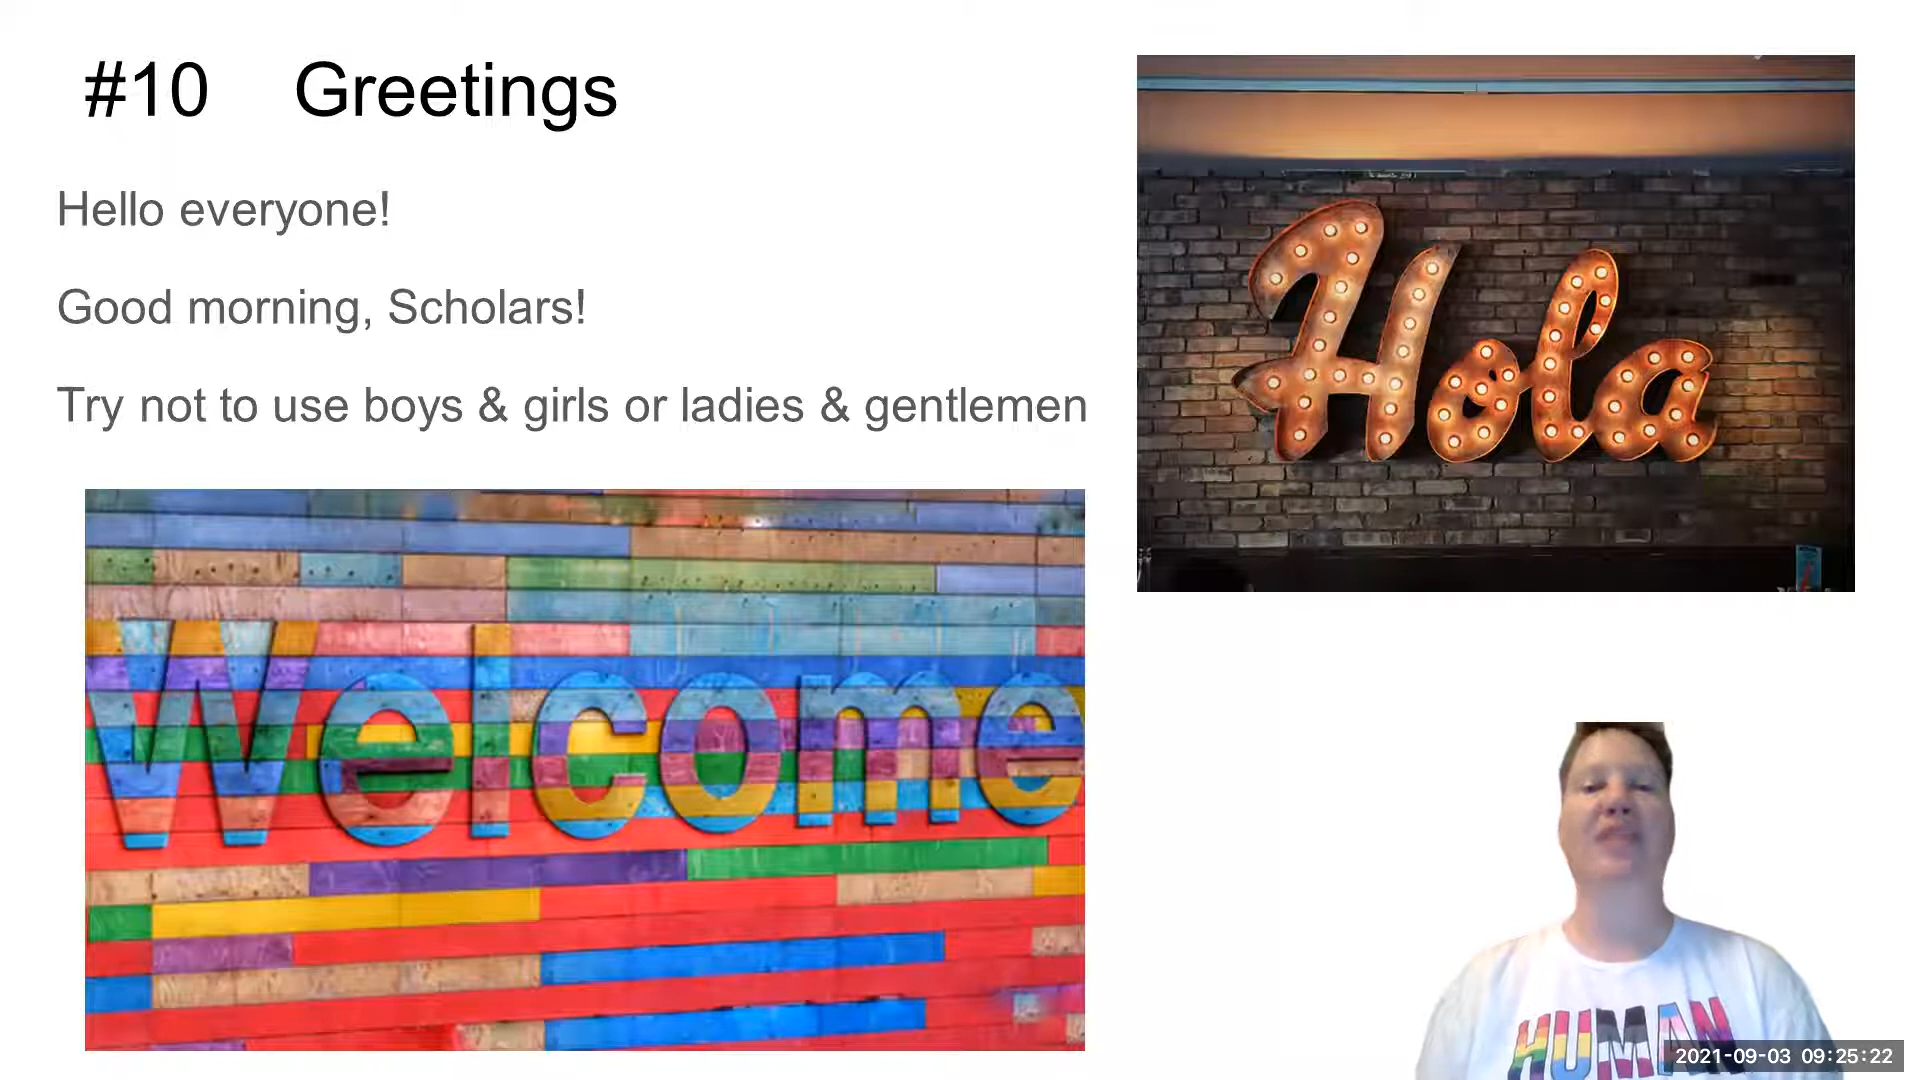 #10 Greetings
Hello everyone!
Good morning, Scholars!
Try not to use boys & girls or ladies & gentlemen
Hola
Welcome
HUMAN
2021-09-03 09:25:22